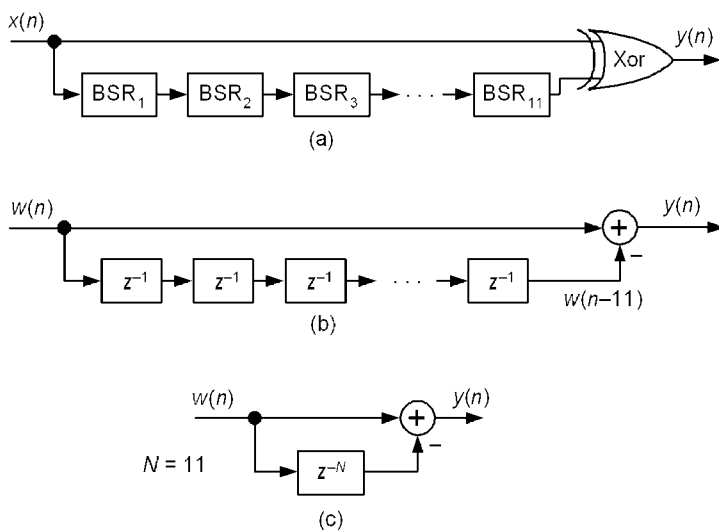 x(n)
Xor
y(n)
BSR₁ BSR₂ BSR₃ · · · BSR₁₁
(a)
w(n)
+
y(n)
–
z⁻¹ z⁻¹ z⁻¹ · · · z⁻¹
w(n–11)
(b)
w(n)
+
y(n)
–
N = 11
z⁻ᴺ
(c)